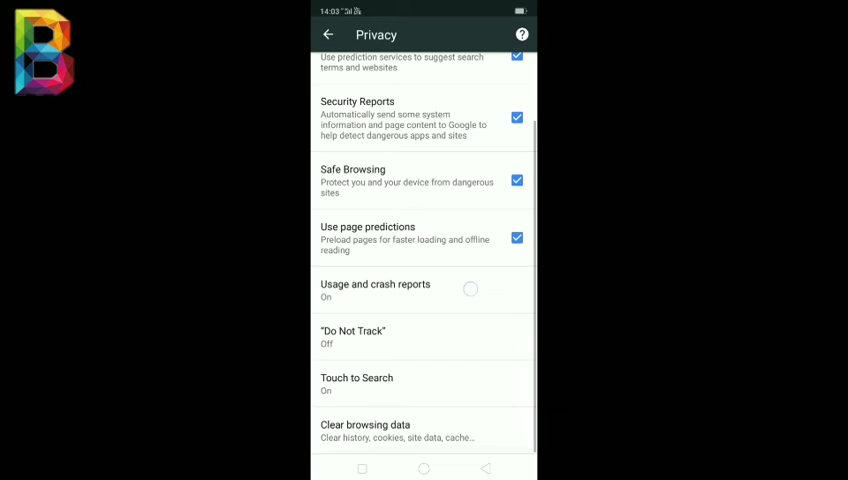 14:03
Privacy
Use prediction services to suggest search
terms and websites
Security Reports
Automatically send some system
information and page content to Google to
help detect dangerous apps and sites
Safe Browsing
Protect you and your device from dangerous
sites
Use page predictions
Preload pages for faster loading and offline
reading
Usage and crash reports
On
“Do Not Track”
Off
Touch to Search
On
Clear browsing data
Clear history, cookies, site data, cache...
B